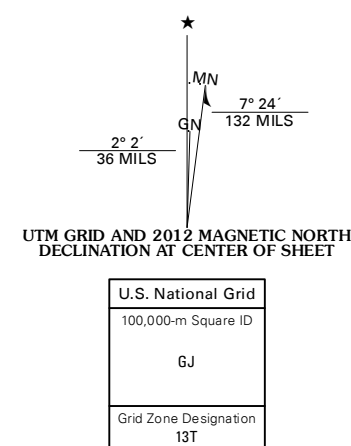 ★
MN
7° 24´
132 MILS
GN
2° 2´
36 MILS
UTM GRID AND 2012 MAGNETIC NORTH
DECLINATION AT CENTER OF SHEET
U.S. National Grid
100,000-m Square ID
GJ
Grid Zone Designation
13T